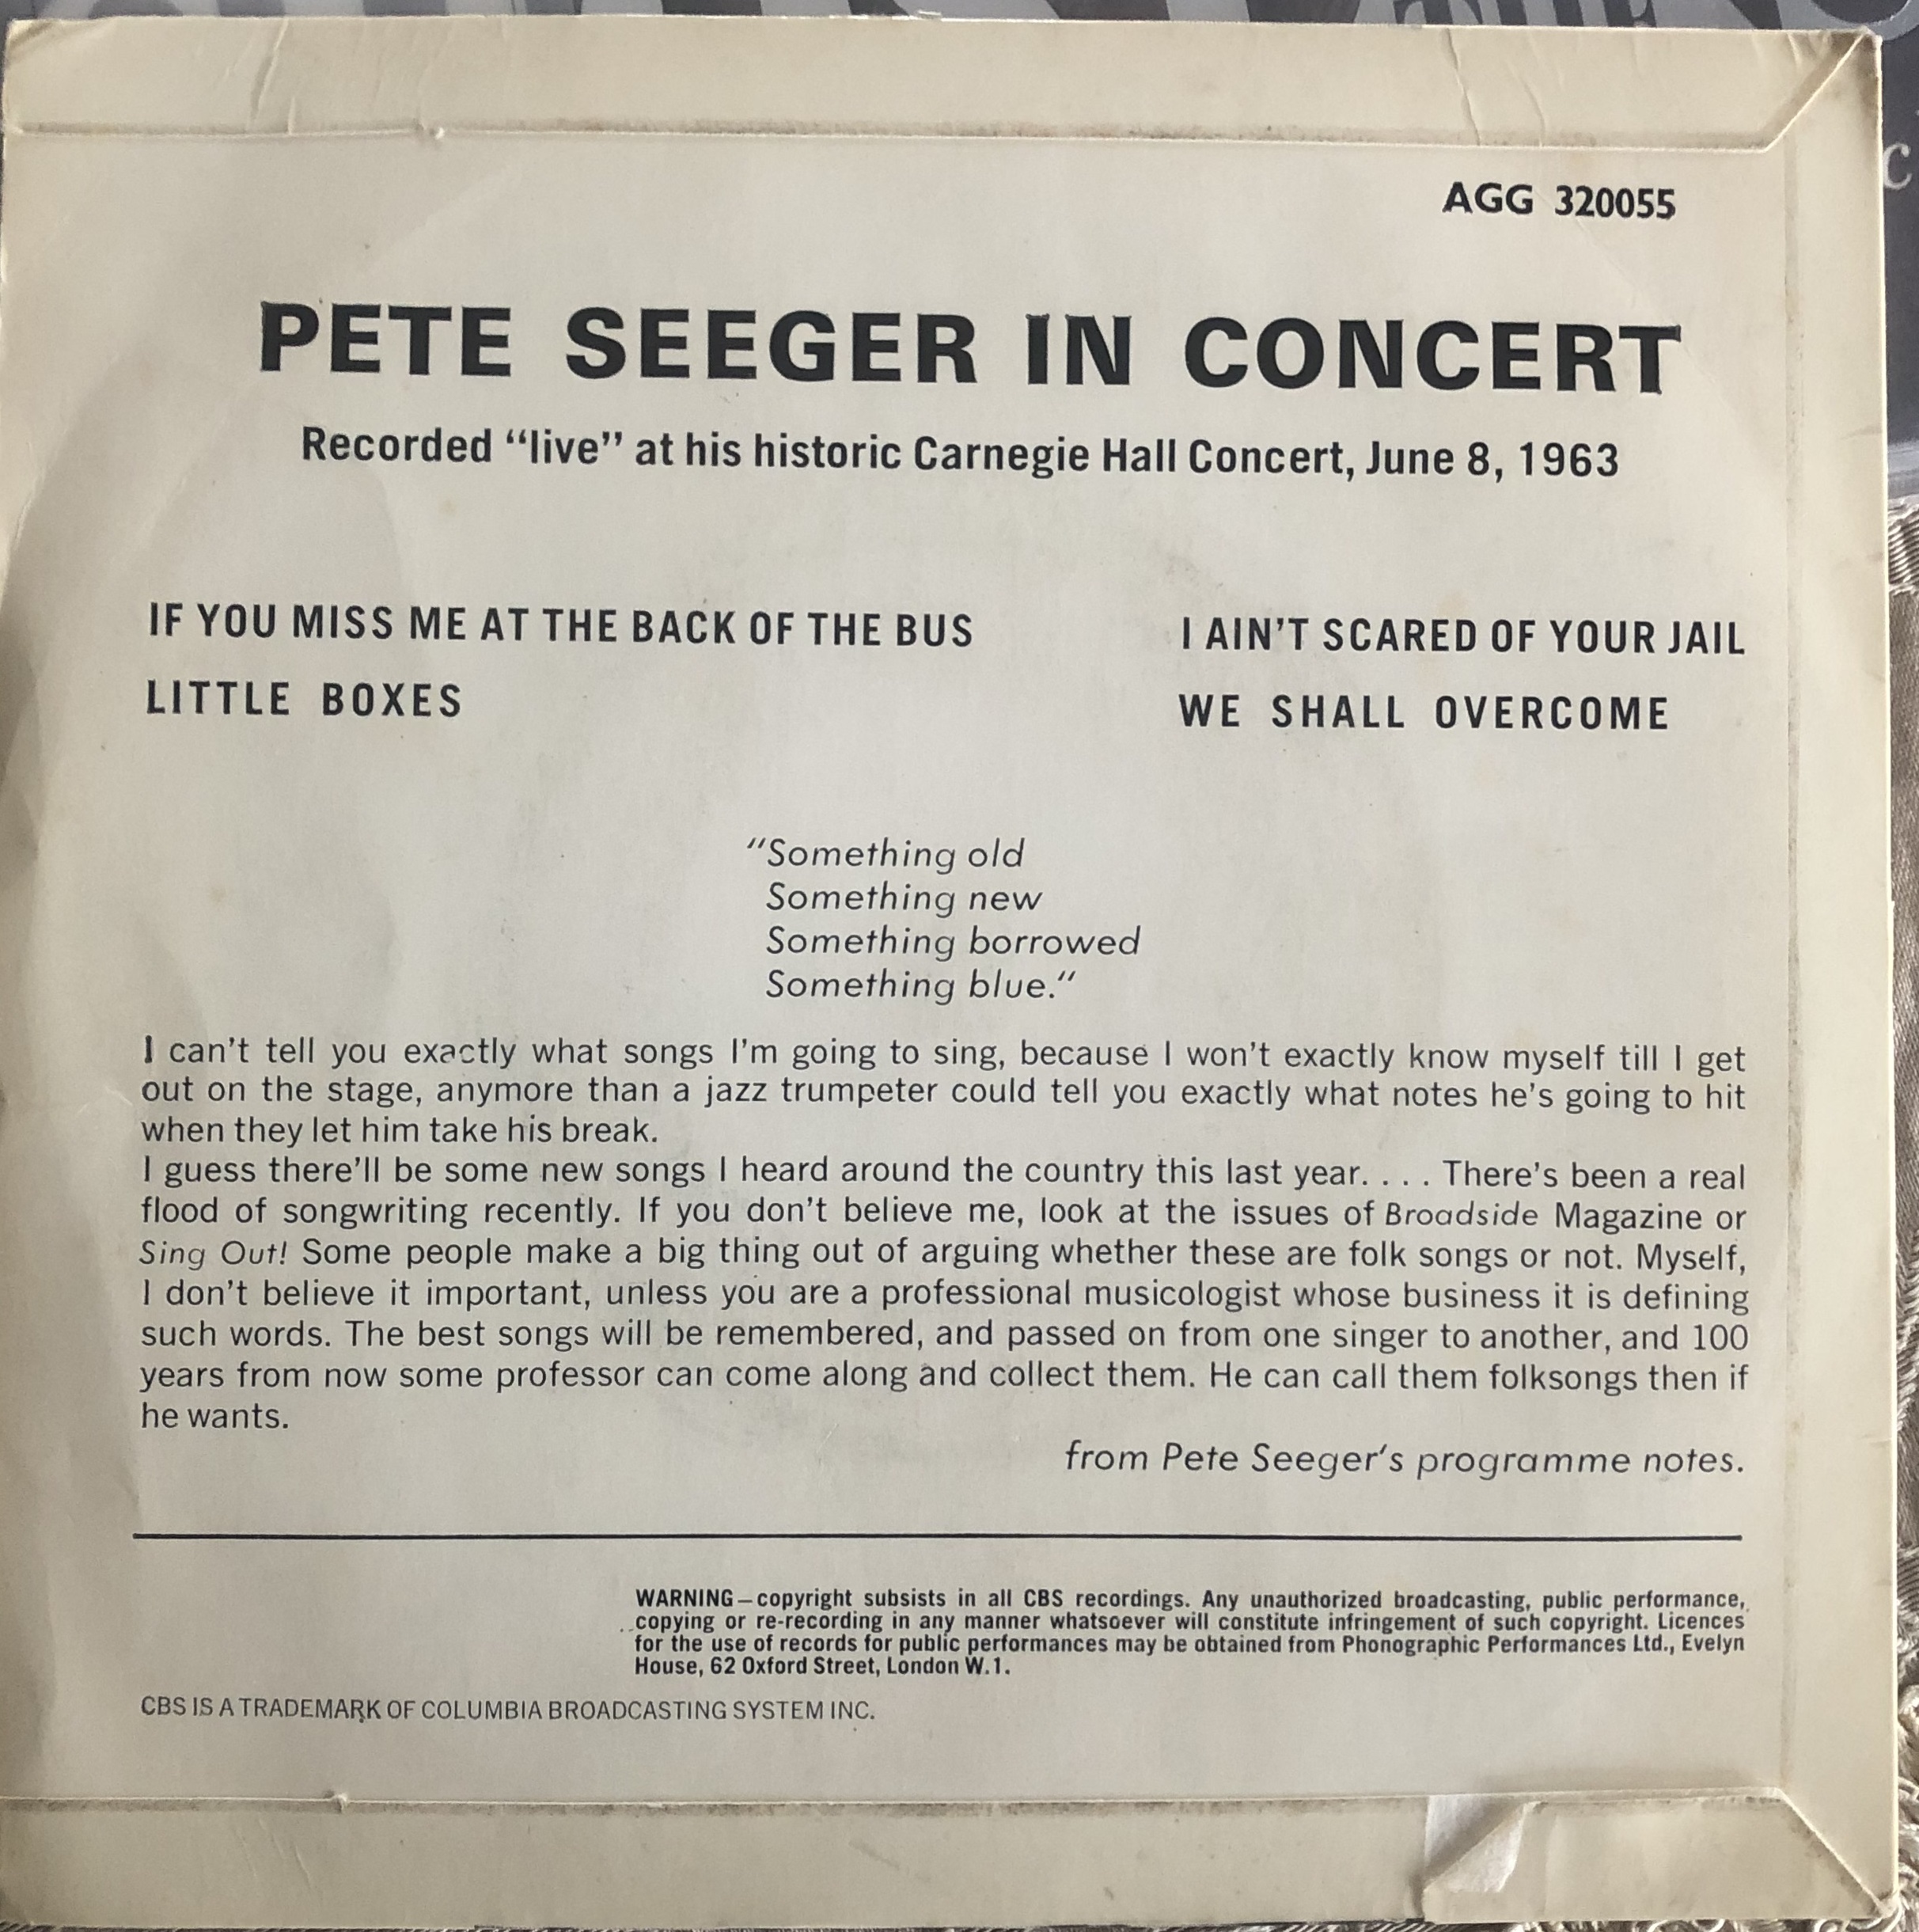 AGG 320055
PETE SEEGER IN CONCERT
Recorded “live” at his historic Carnegie Hall Concert, June 8, 1963
IF YOU MISS ME AT THE BACK OF THE BUS
LITTLE BOXES
I AIN'T SCARED OF YOUR JAIL
WE SHALL OVERCOME
"Something old
Something new
Something borrowed
Something blue."
I can't tell you exactly what songs I'm going to sing, because I won't exactly know myself till I get
out on the stage, anymore than a jazz trumpeter could tell you exactly what notes he's going to hit
when they let him take his break.
I guess there'll be some new songs I heard around the country this last year. . . . There's been a real
flood of songwriting recently. If you don't believe me, look at the issues of Broadside Magazine or
Sing Out! Some people make a big thing out of arguing whether these are folk songs or not. Myself,
I don't believe it important, unless you are a professional musicologist whose business it is defining
such words. The best songs will be remembered, and passed on from one singer to another, and 100
years from now some professor can come along and collect them. He can call them folksongs then if
he wants.
from Pete Seeger's programme notes.
WARNING—copyright subsists in all CBS recordings. Any unauthorized broadcasting, public performance,
copying or re-recording in any manner whatsoever will constitute infringement of such copyright. Licences
for the use of records for public performances may be obtained from Phonographic Performances Ltd., Evelyn
House, 62 Oxford Street, London W.1.
CBS IS A TRADEMARK OF COLUMBIA BROADCASTING SYSTEM INC.